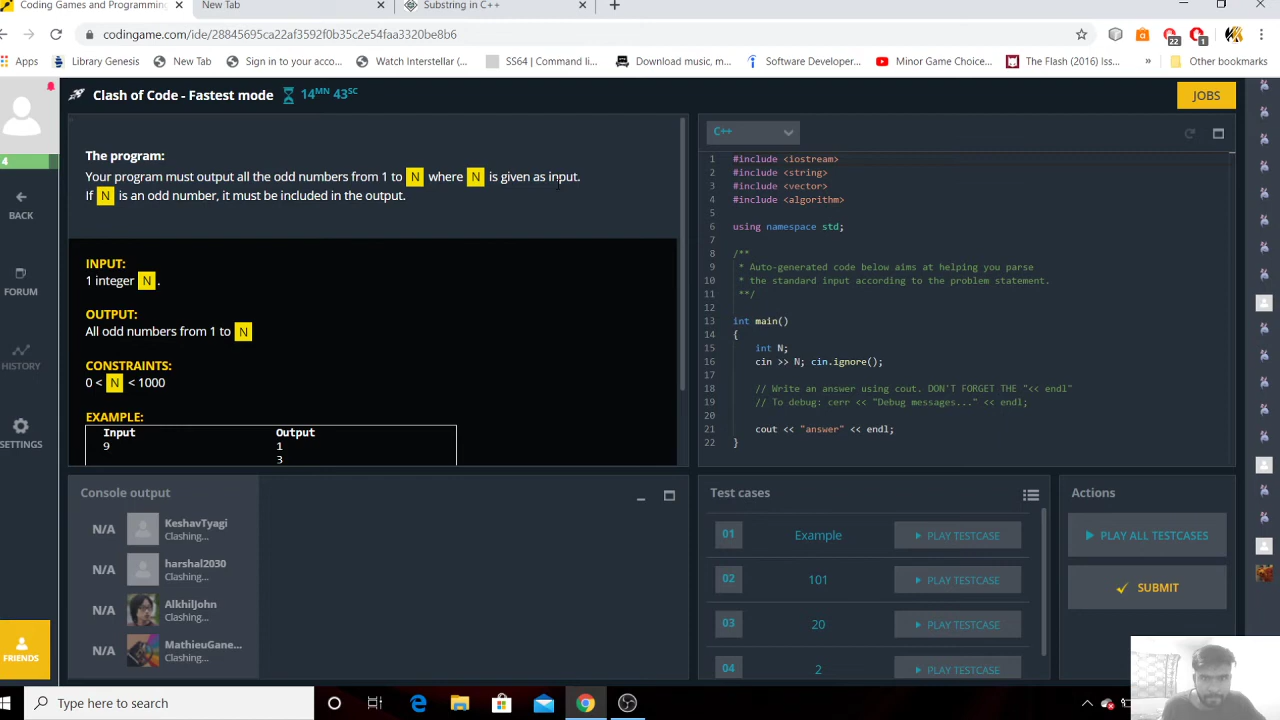 Coding Games and Programming
New Tab
Substring in C++
codingame.com/ide/28845695ca22af3592f0b35c2e54faa3320be8b6
22
1
Apps
Library Genesis
New Tab
Sign in to your acco...
Watch Interstellar (...
SS64 | Command li...
Download music, m...
Software Developer...
Minor Game Choice...
The Flash (2016) Iss...
»
Other bookmarks
Clash of Code - Fastest mode
14MN 43SC
JOBS
4
BACK
FORUM
HISTORY
SETTINGS
FRIENDS
The program:
Your program must output all the odd numbers from 1 to N where N is given as input.
If N is an odd number, it must be included in the output.
INPUT:
1 integer N .
OUTPUT:
All odd numbers from 1 to N
CONSTRAINTS:
0 < N < 1000
EXAMPLE:
Input Output
9 1
3
C++
1 #include <iostream>
2 #include <string>
3 #include <vector>
4 #include <algorithm>
5
6 using namespace std;
7
8 /**
9 * Auto-generated code below aims at helping you parse
10 * the standard input according to the problem statement.
11 **/
12
13 int main()
14 {
15 int N;
16 cin >> N; cin.ignore();
17
18 // Write an answer using cout. DON'T FORGET THE "<< endl"
19 // To debug: cerr << "Debug messages..." << endl;
20
21 cout << "answer" << endl;
22 }
Console output
N/A KeshavTyagi
Clashing...
N/A harshal2030
Clashing...
N/A AlkhilJohn
Clashing...
N/A MathieuGane...
Clashing...
Test cases
01 Example PLAY TESTCASE
02 101 PLAY TESTCASE
03 20 PLAY TESTCASE
04 2 PLAY TESTCASE
Actions
PLAY ALL TESTCASES
SUBMIT
Type here to search